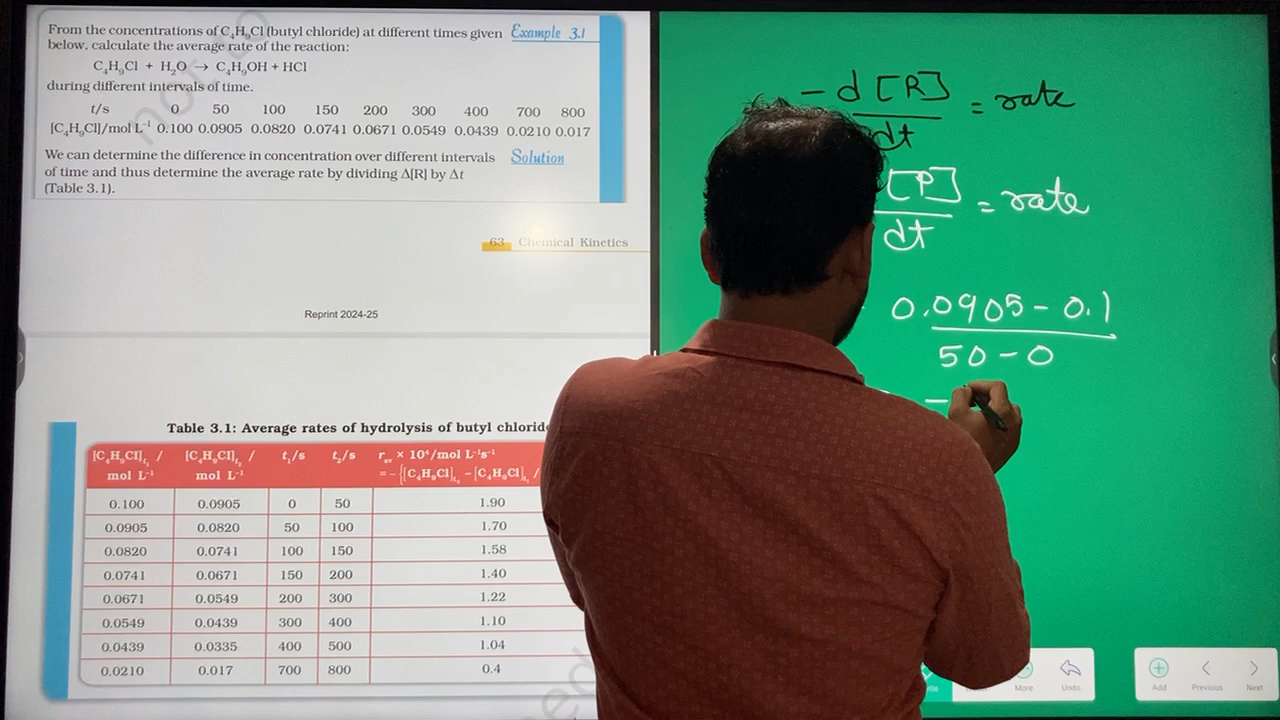 From the concentrations of C₄H₉Cl (butyl chloride) at different times given Example 3.1
below, calculate the average rate of the reaction:
C₄H₉Cl + H₂O → C₄H₉OH + HCl
during different intervals of time.
t/s 0 50 100 150 200 300 400 700 800
[C₄H₉Cl]/mol L⁻¹ 0.100 0.0905 0.0820 0.0741 0.0671 0.0549 0.0439 0.0210 0.017
We can determine the difference in concentration over different intervals Solution
of time and thus determine the average rate by dividing Δ[R] by Δt
(Table 3.1).
63 Chemical Kinetics
Reprint 2024-25
Table 3.1: Average rates of hydrolysis of butyl chlorid
[C₄H₉Cl]t₁ / [C₄H₉Cl]t₂ / t₁/s t₂/s rav × 10⁴/mol L⁻¹s⁻¹
mol L⁻¹ mol L⁻¹ = – {[C₄H₉Cl]t₂ – [C₄H₉Cl]t₁ /
0.100 0.0905 0 50 1.90
0.0905 0.0820 50 100 1.70
0.0820 0.0741 100 150 1.58
0.0741 0.0671 150 200 1.40
0.0671 0.0549 200 300 1.22
0.0549 0.0439 300 400 1.10
0.0439 0.0335 400 500 1.04
0.0210 0.017 700 800 0.4
- d [R]
= rate
dt
[P]
= rate
dt
0.0905 - 0.1
50 - 0
-
More Undo Add Previous Next